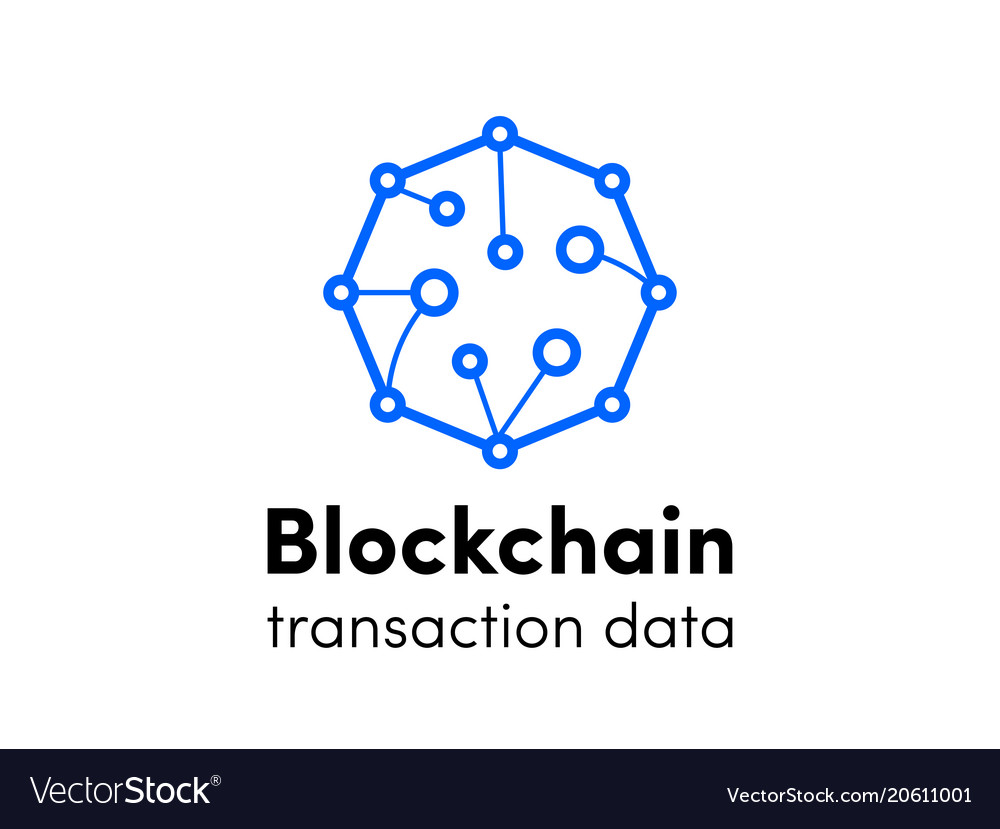 Blockchain
transaction data
VectorStock®
VectorStock.com/20611001